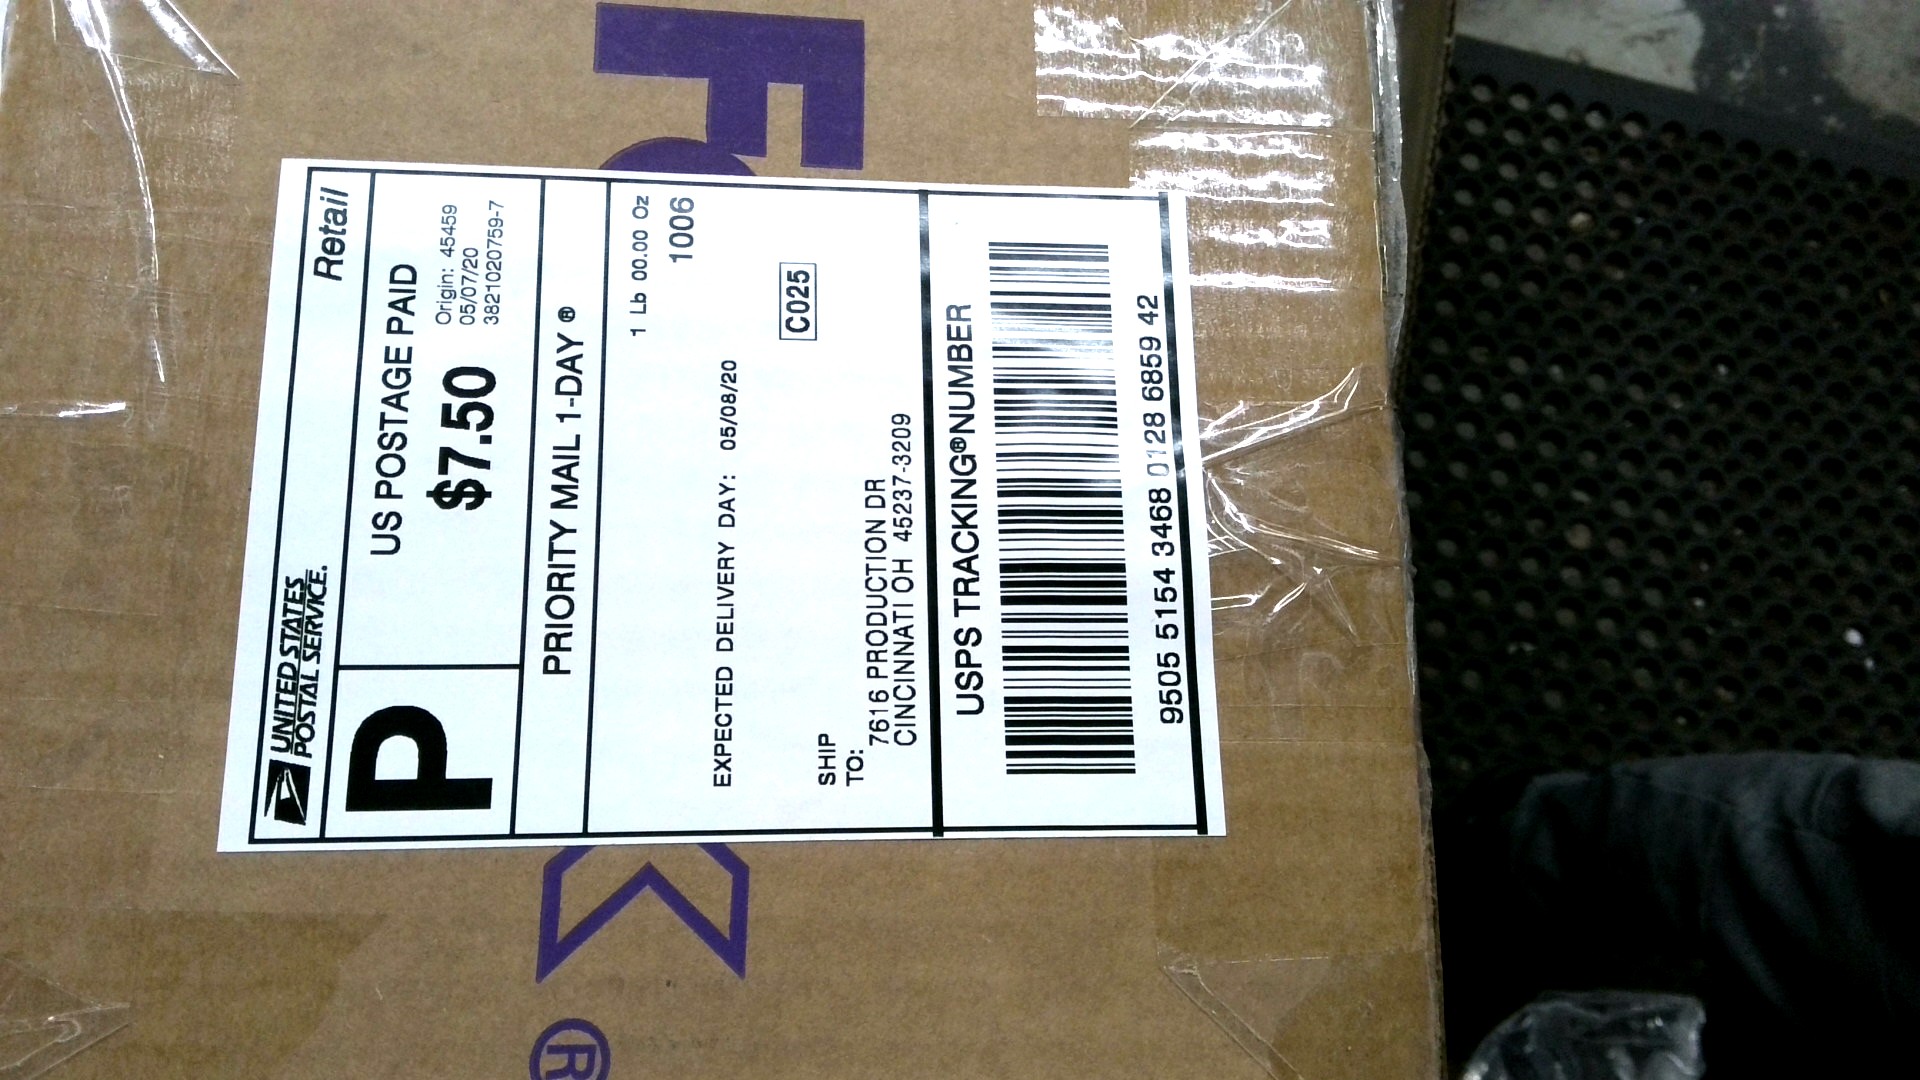 UNITED STATES
POSTAL SERVICE®
Retail
P
US POSTAGE PAID
$7.50
Origin: 45459
05/07/20
3821020759-7
PRIORITY MAIL 1-DAY ®
1 Lb 00.00 Oz
1006
EXPECTED DELIVERY DAY: 05/08/20
C025
SHIP
TO:
7616 PRODUCTION DR
CINCINNATI OH 45237-3209
USPS TRACKING® NUMBER
9505 5154 3468 0128 6859 42
®